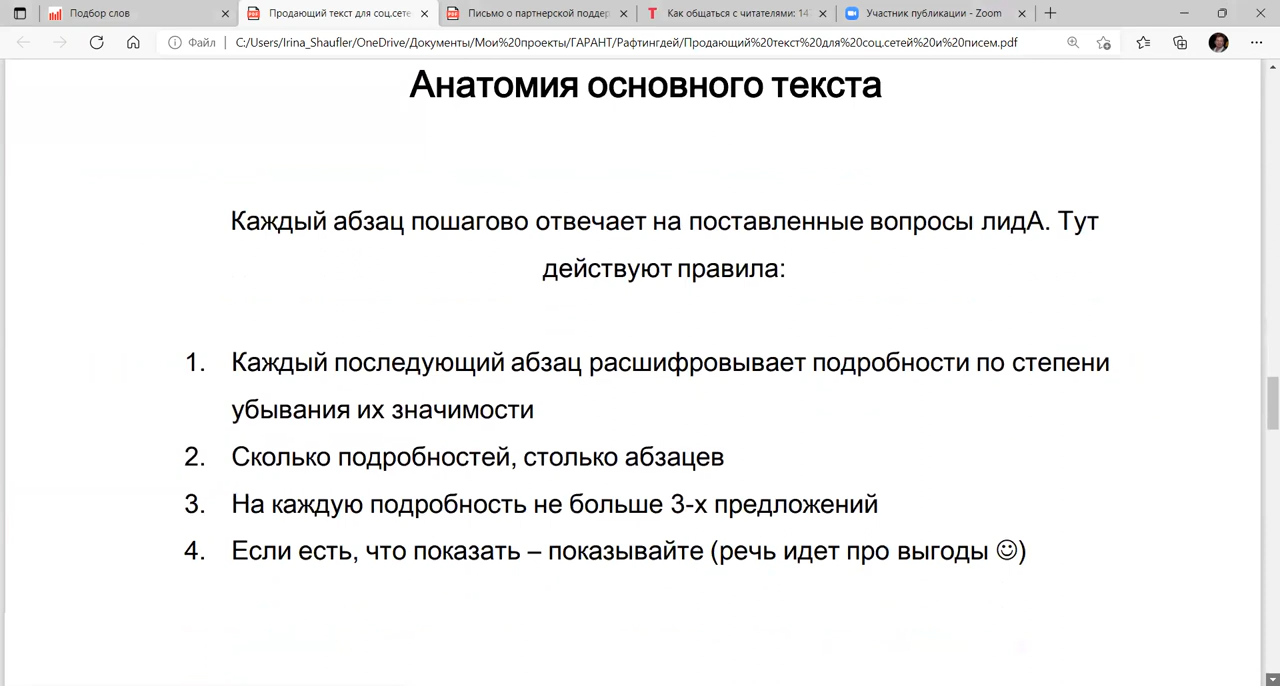 Подбор слов
Продающий текст для соц.сете
Письмо о партнерской поддер
Как общаться с читателями: 14
Участник публикации - Zoom
Файл
C:/Users/Irina_Shaufler/OneDrive/Документы/Мои%20проекты/ГАРАНТ/Рафтингдей/Продающий%20текст%20для%20соц.сетей%20и%20писем.pdf
Анатомия основного текста
Каждый абзац пошагово отвечает на поставленные вопросы лидА. Тут
действуют правила:
1. Каждый последующий абзац расшифровывает подробности по степени
убывания их значимости
2. Сколько подробностей, столько абзацев
3. На каждую подробность не больше 3-х предложений
4. Если есть, что показать – показывайте (речь идет про выгоды ☺)